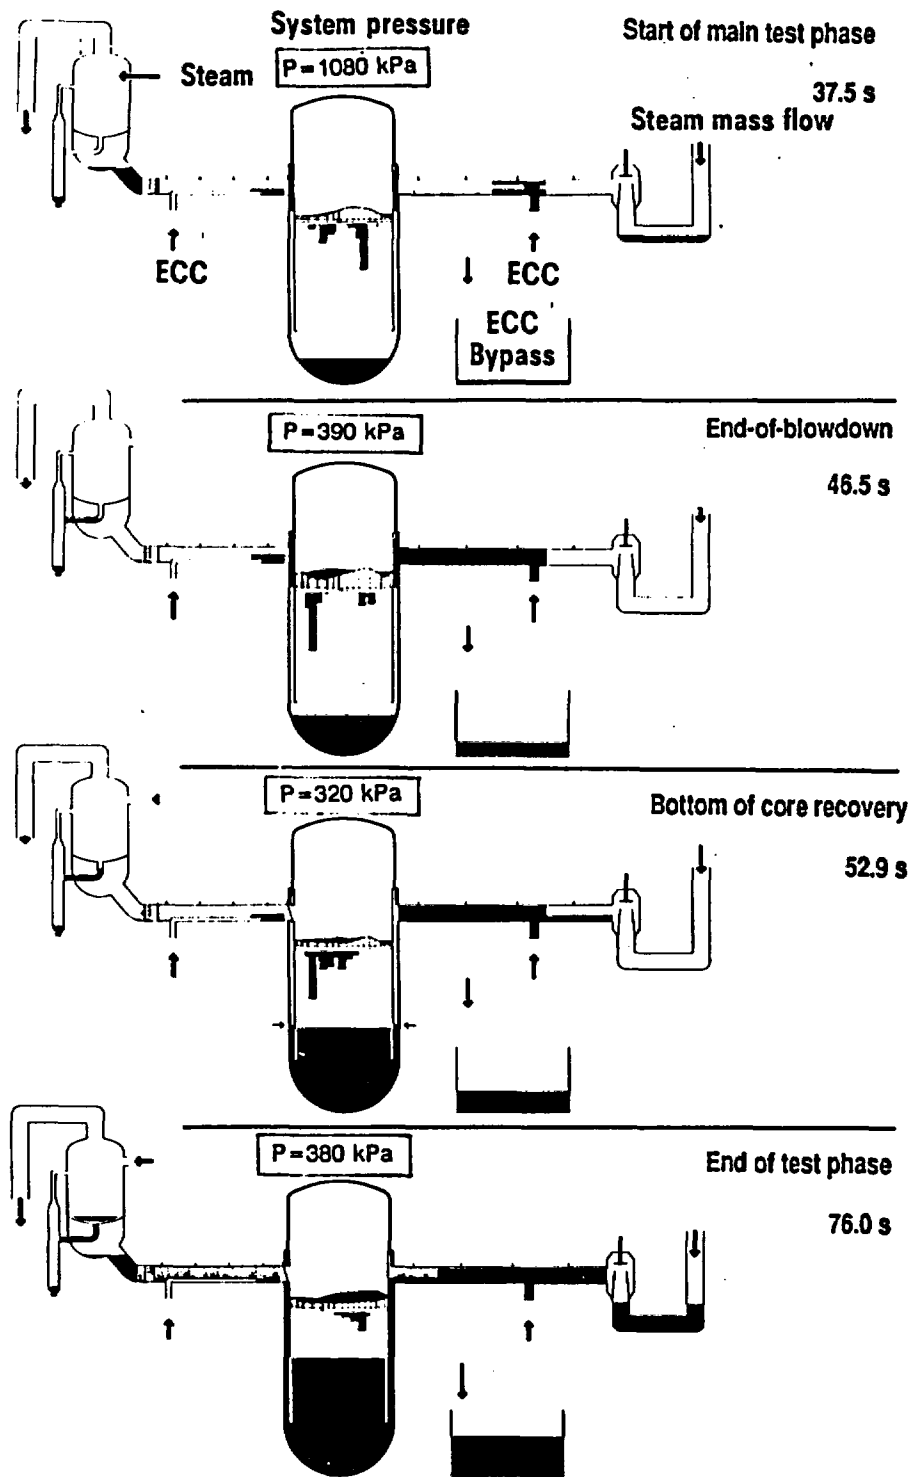 System pressure
P=1080 kPa
Start of main test phase
37.5 s
Steam
Steam mass flow
ECC
ECC
ECC
Bypass
P=390 kPa
End-of-blowdown
46.5 s
P=320 kPa
Bottom of core recovery
52.9 s
P=380 kPa
End of test phase
76.0 s